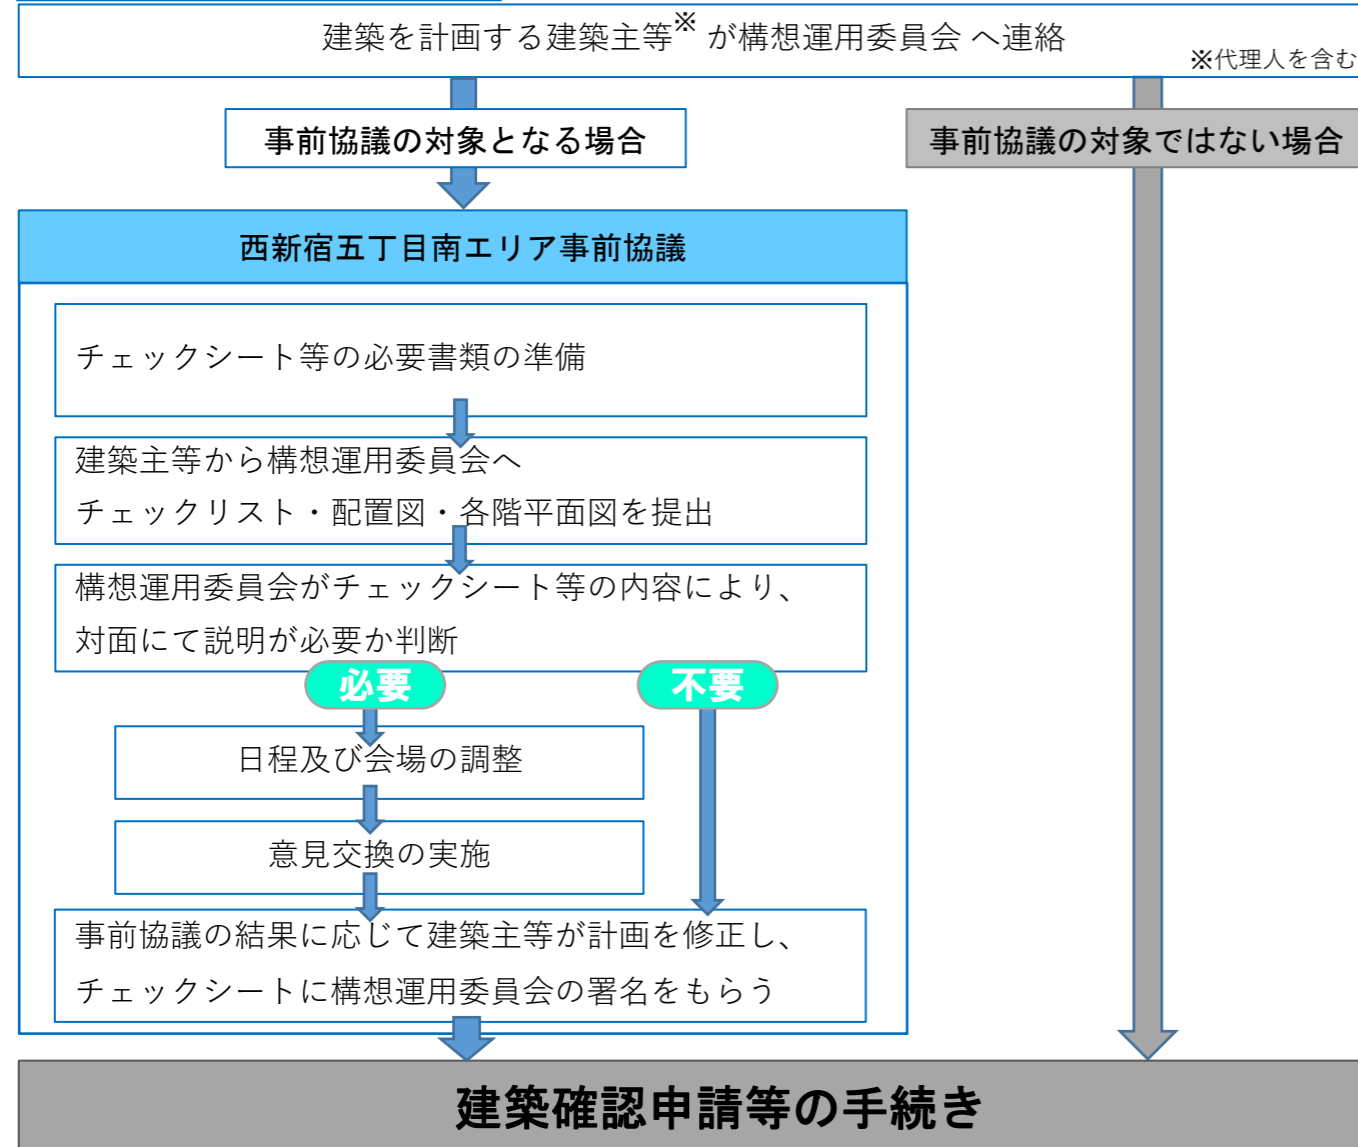 建築を計画する建築主等※ が構想運用委員会 へ連絡
※代理人を含む
事前協議の対象となる場合
事前協議の対象ではない場合
西新宿五丁目南エリア事前協議
チェックシート等の必要書類の準備
建築主等から構想運用委員会へ
チェックリスト・配置図・各階平面図を提出
構想運用委員会がチェックシート等の内容により、
対面にて説明が必要か判断
必要
不要
日程及び会場の調整
意見交換の実施
事前協議の結果に応じて建築主等が計画を修正し、
チェックシートに構想運用委員会の署名をもらう
建築確認申請等の手続き